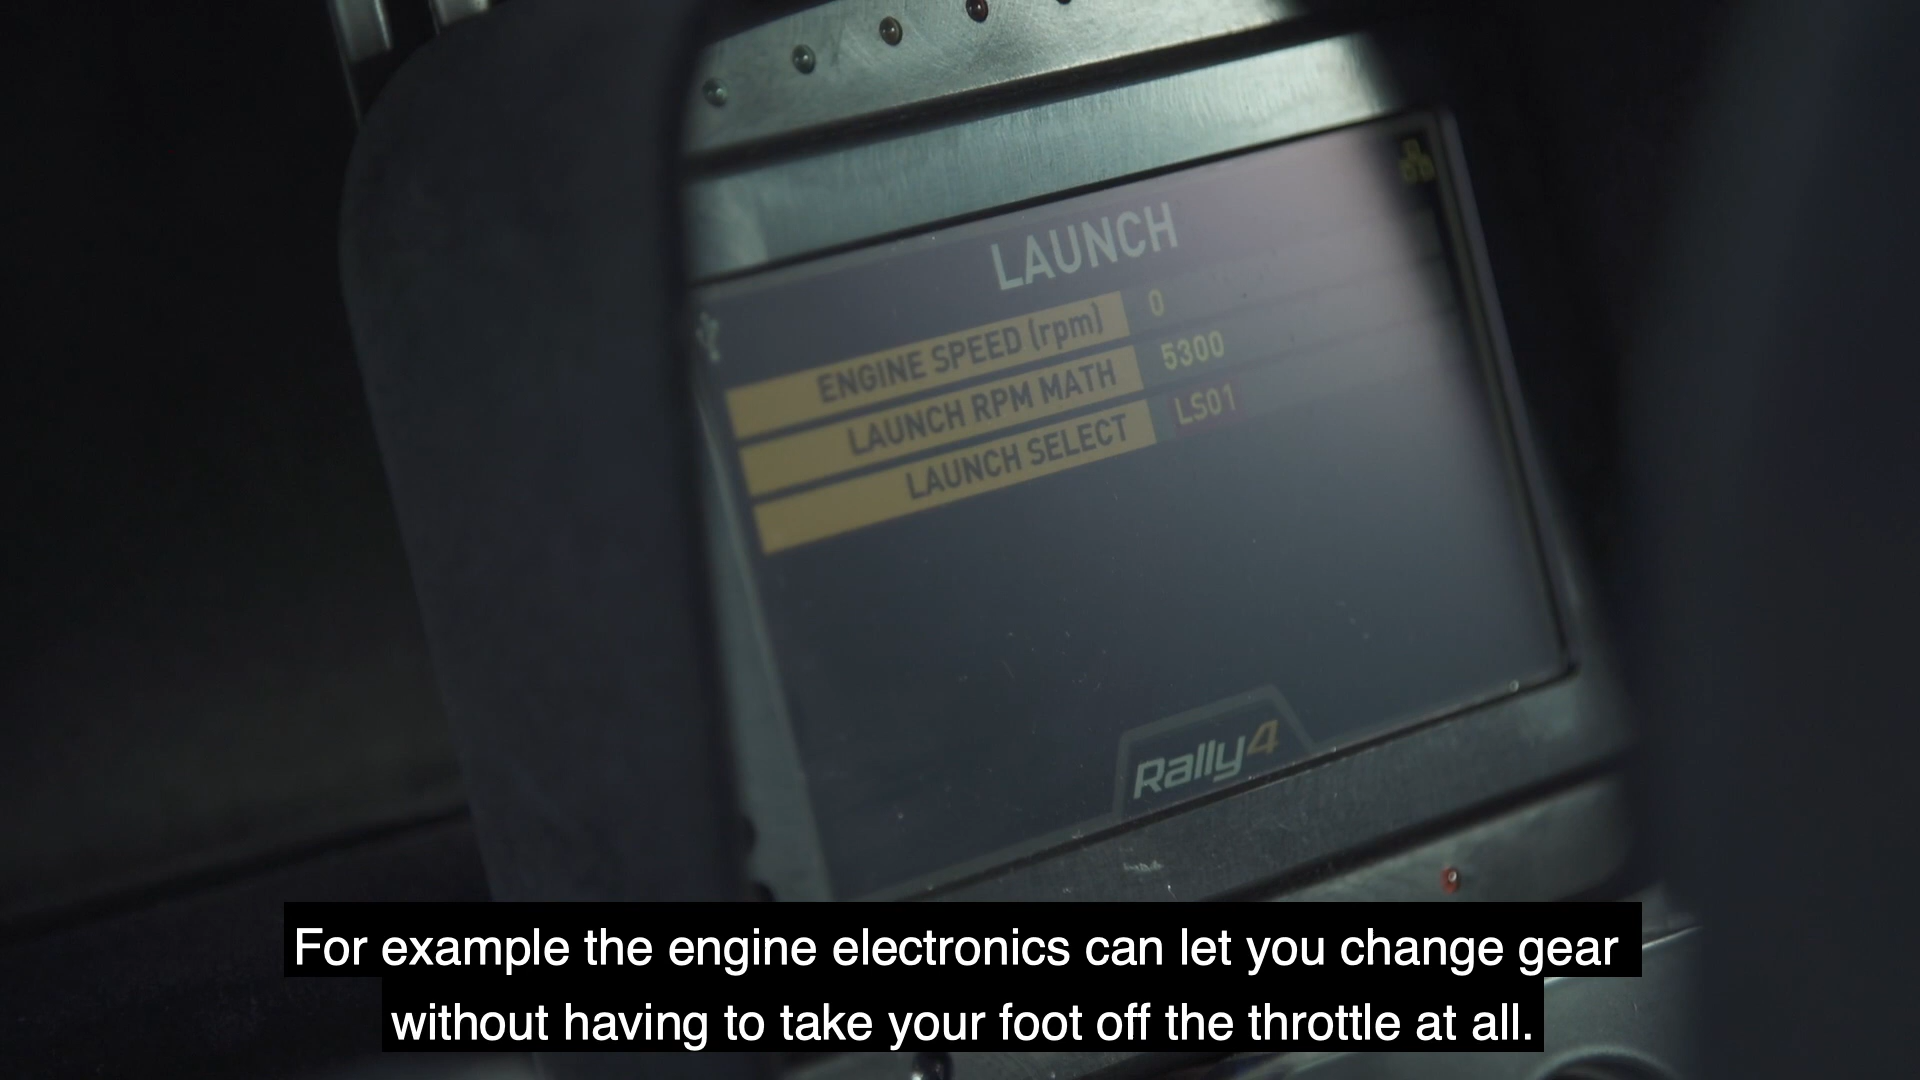 LAUNCH
ENGINE SPEED (rpm) 0
LAUNCH RPM MATH 5300
LAUNCH SELECT LS01
Rally4
For example the engine electronics can let you change gear
without having to take your foot off the throttle at all.